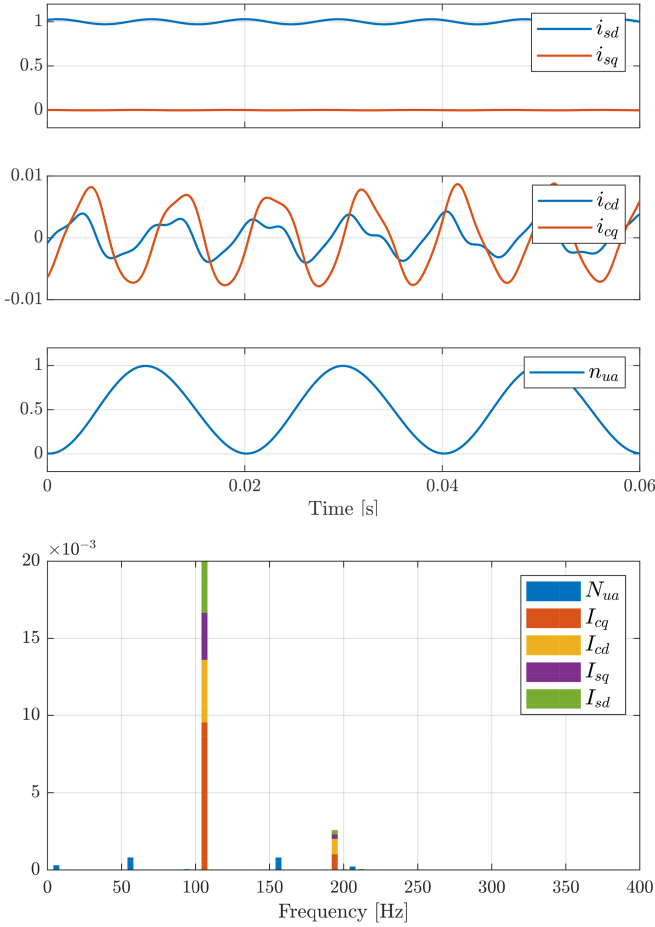 1
0.5
0
i_sd
i_sq
0.01
0
-0.01
i_cd
i_cq
1
0.5
0
n_ua
0 0.02 0.04 0.06
Time [s]
×10⁻³
20
15
10
5
0
N_ua
I_cq
I_cd
I_sq
I_sd
0 50 100 150 200 250 300 350 400
Frequency [Hz]